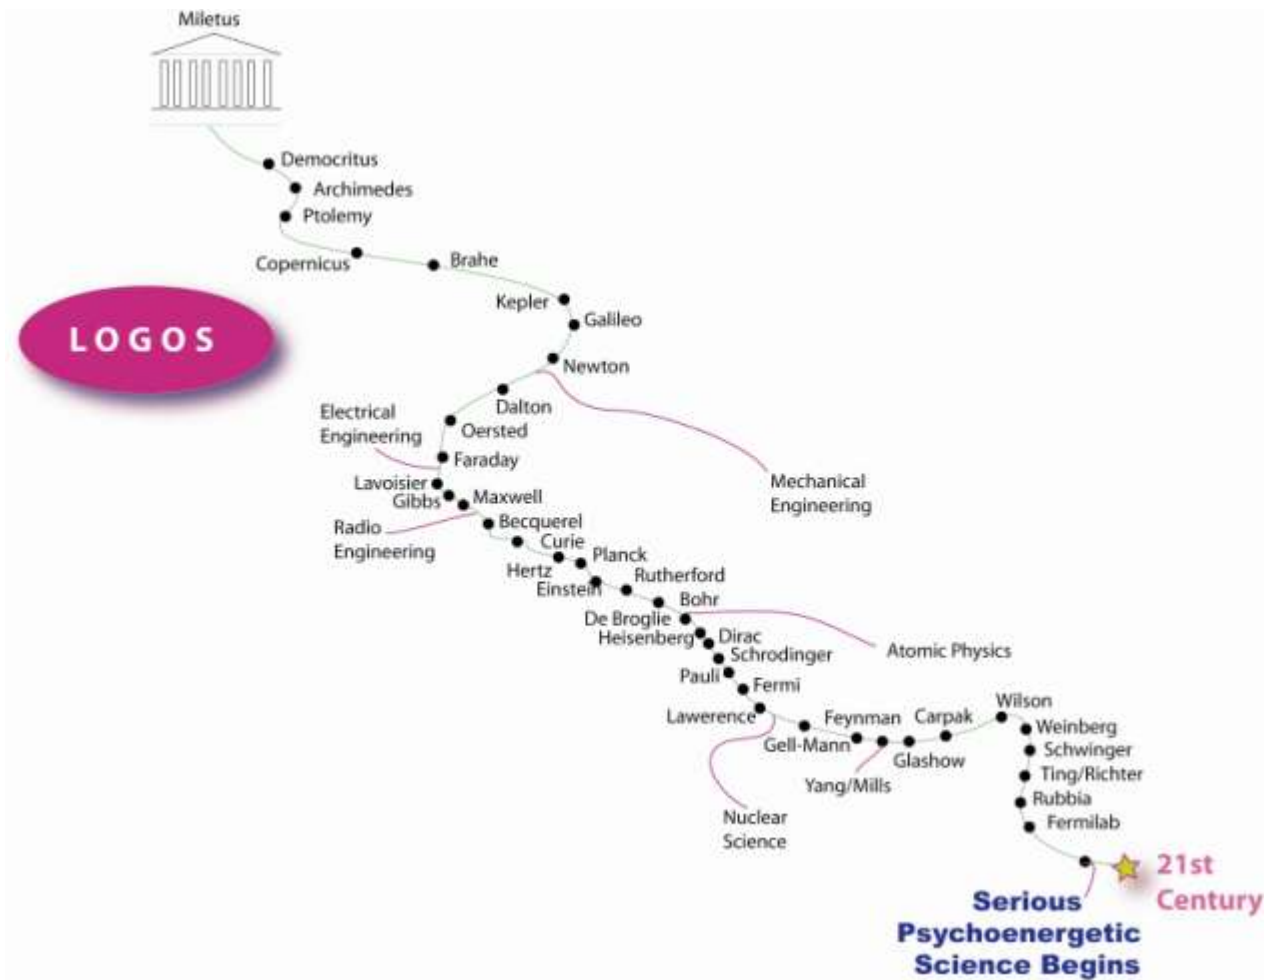 Miletus
Democritus
Archimedes
Ptolemy
Copernicus
Brahe
Kepler
Galileo
LOGOS
Newton
Dalton
Electrical
Engineering
Oersted
Faraday
Mechanical
Engineering
Lavoisier
Gibbs
Maxwell
Radio
Engineering
Becquerel
Curie
Hertz
Planck
Einstein
Rutherford
Bohr
De Broglie
Heisenberg
Dirac
Atomic Physics
Schrodinger
Pauli
Fermi
Lawerence
Gell-Mann
Feynman
Yang/Mills
Glashow
Carpak
Wilson
Weinberg
Schwinger
Ting/Richter
Rubbia
Fermilab
Nuclear
Science
21st
Century
Serious
Psychoenergetic
Science Begins